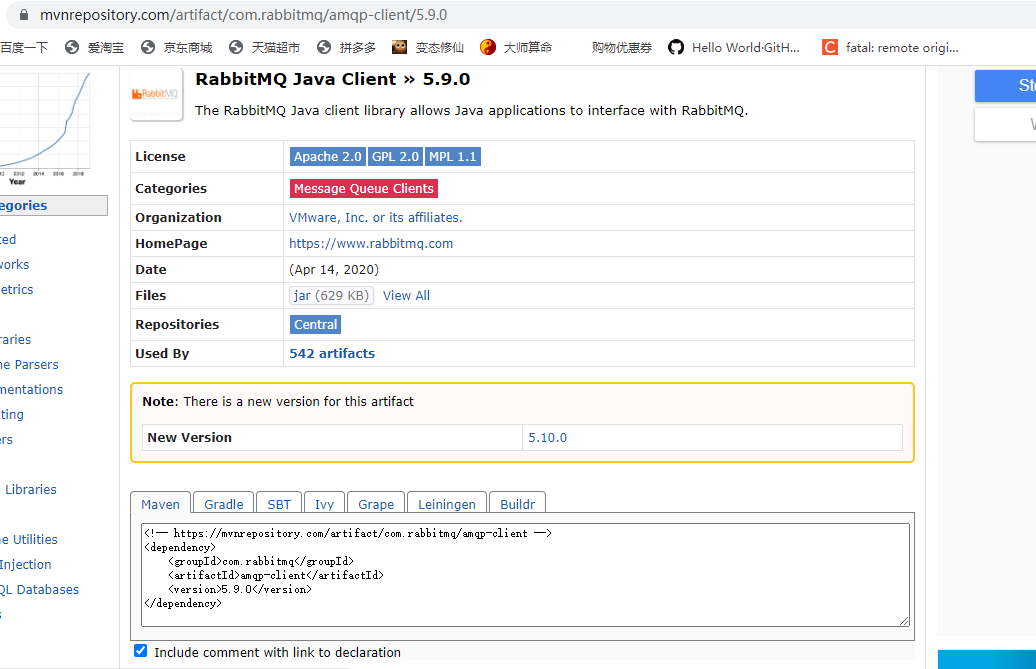 mvnrepository.com/artifact/com.rabbitmq/amqp-client/5.9.0
百度一下 爱淘宝 京东商城 天猫超市 拼多多 变态修仙 大师算命 购物优惠券 Hello World·GitH... fatal: remote origi...
RabbitMQ
RabbitMQ Java Client » 5.9.0
The RabbitMQ Java client library allows Java applications to interface with RabbitMQ.
2012 2014 2016 2018
Year
License Apache 2.0 GPL 2.0 MPL 1.1
Categories Message Queue Clients
Organization VMware, Inc. or its affiliates.
HomePage https://www.rabbitmq.com
Date (Apr 14, 2020)
Files jar (629 KB) View All
Repositories Central
Used By 542 artifacts
Note: There is a new version for this artifact
New Version 5.10.0
egories
ted
works
etrics
raries
ne Parsers
mentations
ting
ers
Libraries
ne Utilities
Injection
QL Databases
s
Maven Gradle SBT Ivy Grape Leiningen Buildr
<!-- https://mvnrepository.com/artifact/com.rabbitmq/amqp-client -->
<dependency>
    <groupId>com.rabbitmq</groupId>
    <artifactId>amqp-client</artifactId>
    <version>5.9.0</version>
</dependency>
Include comment with link to declaration